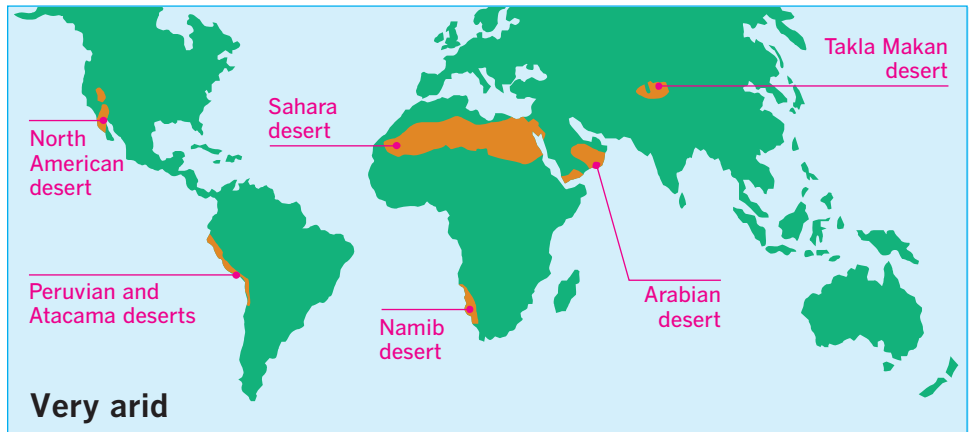 Takla Makan
desert
Sahara
desert
North
American
desert
Peruvian and
Atacama deserts
Namib
desert
Arabian
desert
Very arid